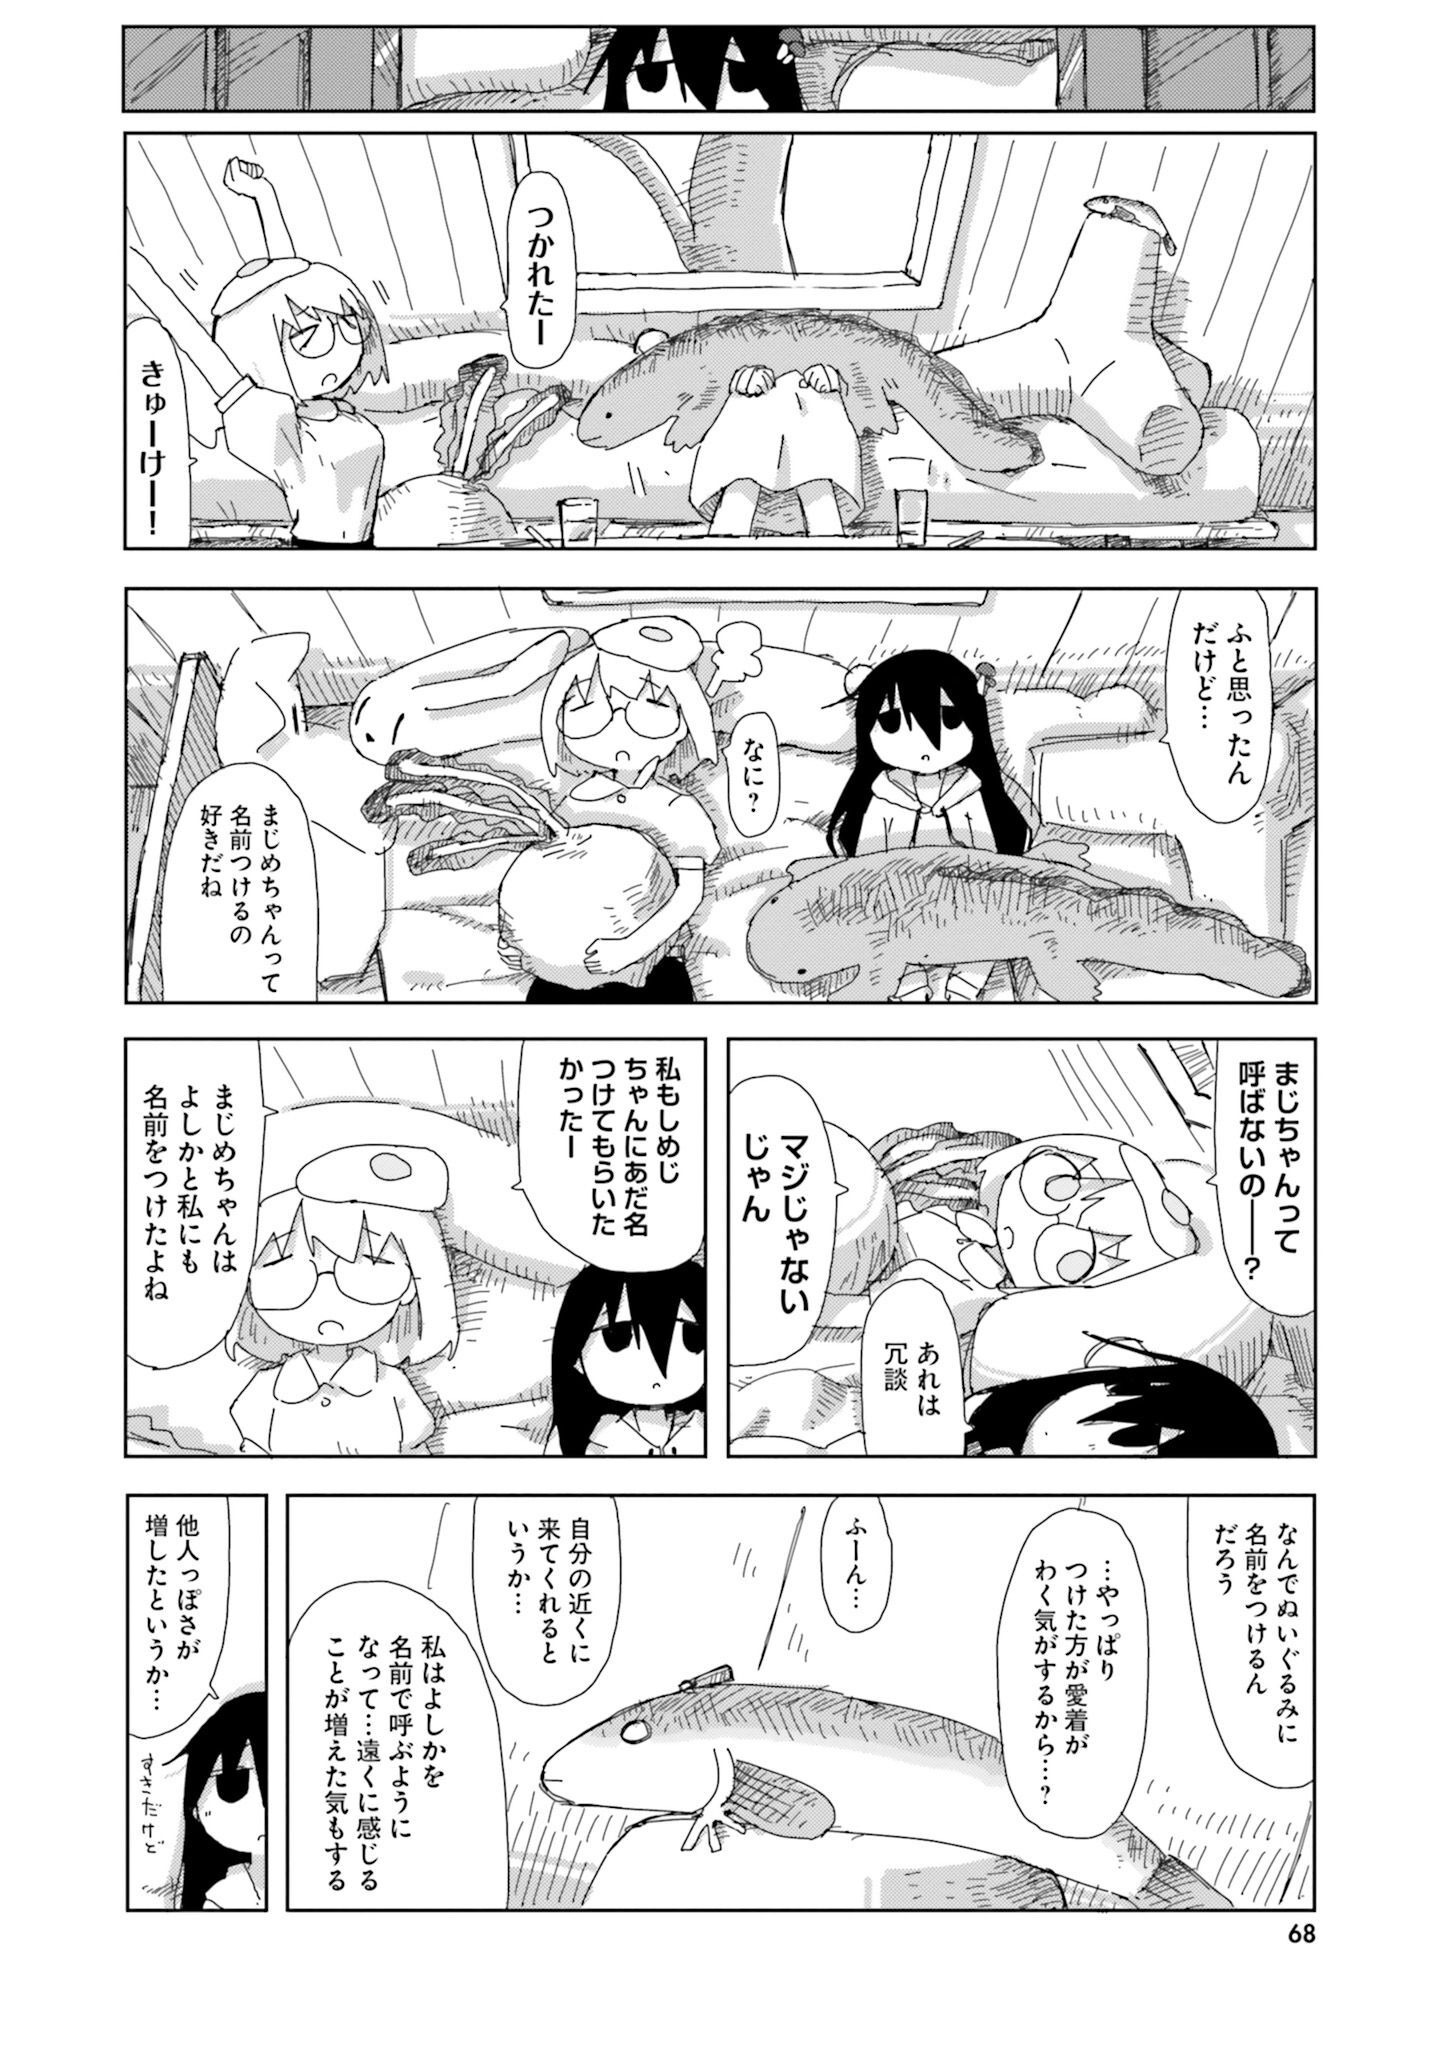 つかれたー
きゅーけー！
ふと思ったん
だけど…
なに？
まじめちゃんって
名前つけるの
好きだね
まじちゃんって
呼ばないの──？
マジじゃない
じゃん
あれは
冗談
私もしめじ
ちゃんにあだ名
つけてもらいた
かったー
まじめちゃんは
よしかと私にも
名前をつけたよね
なんでぬいぐるみに
名前をつけるん
だろう
…やっぱり
つけた方が愛着が
わく気がするから…？
ふーん…
自分の近くに
来てくれると
いうか…
私はよしかを
名前で呼ぶように
なって…遠くに感じる
ことが増えた気もする
他人っぽさが
増したというか…
すきだけど
68